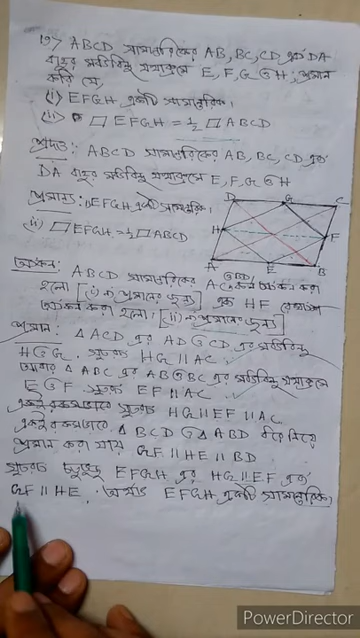 19> ABCD সামান্তরিকের AB, BC, CD এবং DA
বাহুর মধ্যবিন্দু যথাক্রমে E, F, G ও H; প্রমাণ
করি যে,
(i) EFGH একটি সামান্তরিক।
(ii) □ EFGH = ½ □ ABCD
প্রদত্ত: ABCD সামান্তরিকের AB, BC, CD এবং
DA বাহুর মধ্যবিন্দু যথাক্রমে E, F, G ও H
প্রামাণ্য: (i) EFGH একটি সামান্তরিক।
(ii) □ EFGH = ½ □ ABCD
D G C
H F
A E B
অঙ্কন: ABCD সামান্তরিকের AC ও BD কর্ণ অঙ্কন করা
হলো [(i) নং প্রমাণের জন্য] এবং HF রেখাংশ
অঙ্কন করা হলো। [(ii) নং প্রমাণের জন্য]
প্রমাণ: Δ ACD এর AD ও CD এর মধ্যবিন্দু
H ও G. সুতরাং HG || AC.
আবার Δ ABC এর AB ও BC এর মধ্যবিন্দু যথাক্রমে
E ও F. সুতরাং EF || AC
সুতরাং HG || EF || AC
একইরকমভাবে Δ BCD ও Δ ABD থেকে
প্রমাণ করা যায় GF || HE || BD
সুতরাং চতুর্ভুজ EFGH এর HG || EF এবং
GF || HE. অর্থাৎ EFGH একটি সামান্তরিক।
PowerDirector